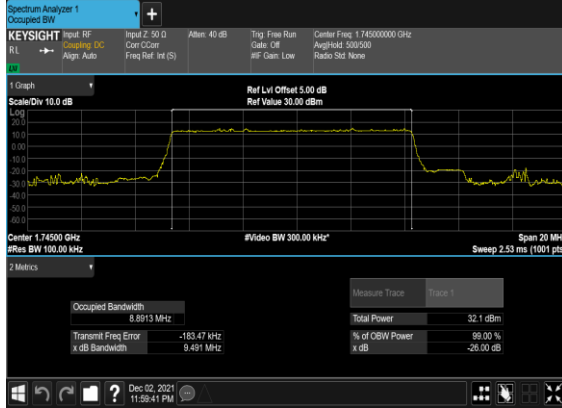 Spectrum Analyzer 1
Occupied BW
+
KEYSIGHT
RL
Input: RF
Coupling: DC
Align: Auto
Input Z: 50 Ω
Corr CCorr
Freq Ref: Int (S)
Atten: 40 dB
Trig: Free Run
Gate: Off
#IF Gain: Low
Center Freq: 1.745000000 GHz
Avg|Hold: 500/500
Radio Std: None
1 Graph
Scale/Div 10.0 dB
Ref Lvl Offset 5.00 dB
Ref Value 30.00 dBm
Log
20.0
10.0
0.00
-10.0
-20.0
-30.0
-40.0
-50.0
-60.0
Center 1.74500 GHz
#Res BW 100.00 kHz
#Video BW 300.00 kHz*
Span 20 MH
Sweep 2.53 ms (1001 pts
2 Metrics
Measure Trace
Trace 1
Occupied Bandwidth
8.8913 MHz
Total Power
32.1 dBm
Transmit Freq Error
-183.47 kHz
% of OBW Power
99.00 %
x dB Bandwidth
9.491 MHz
x dB
-26.00 dB
?
Dec 02, 2021
11:59:41 PM